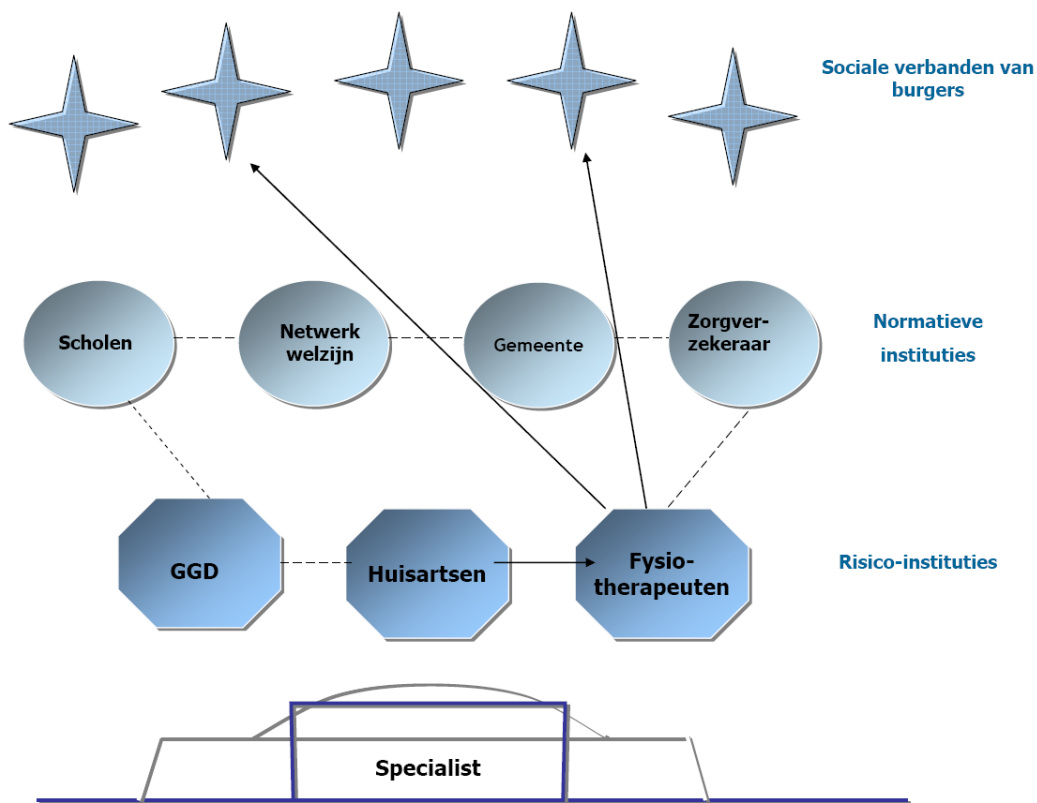 Sociale verbanden van
burgers
Scholen
Netwerk
welzijn
Gemeente
Zorgver-
zekeraar
Normatieve
instituties
GGD
Huisartsen
Fysio-
therapeuten
Risico-instituties
Specialist